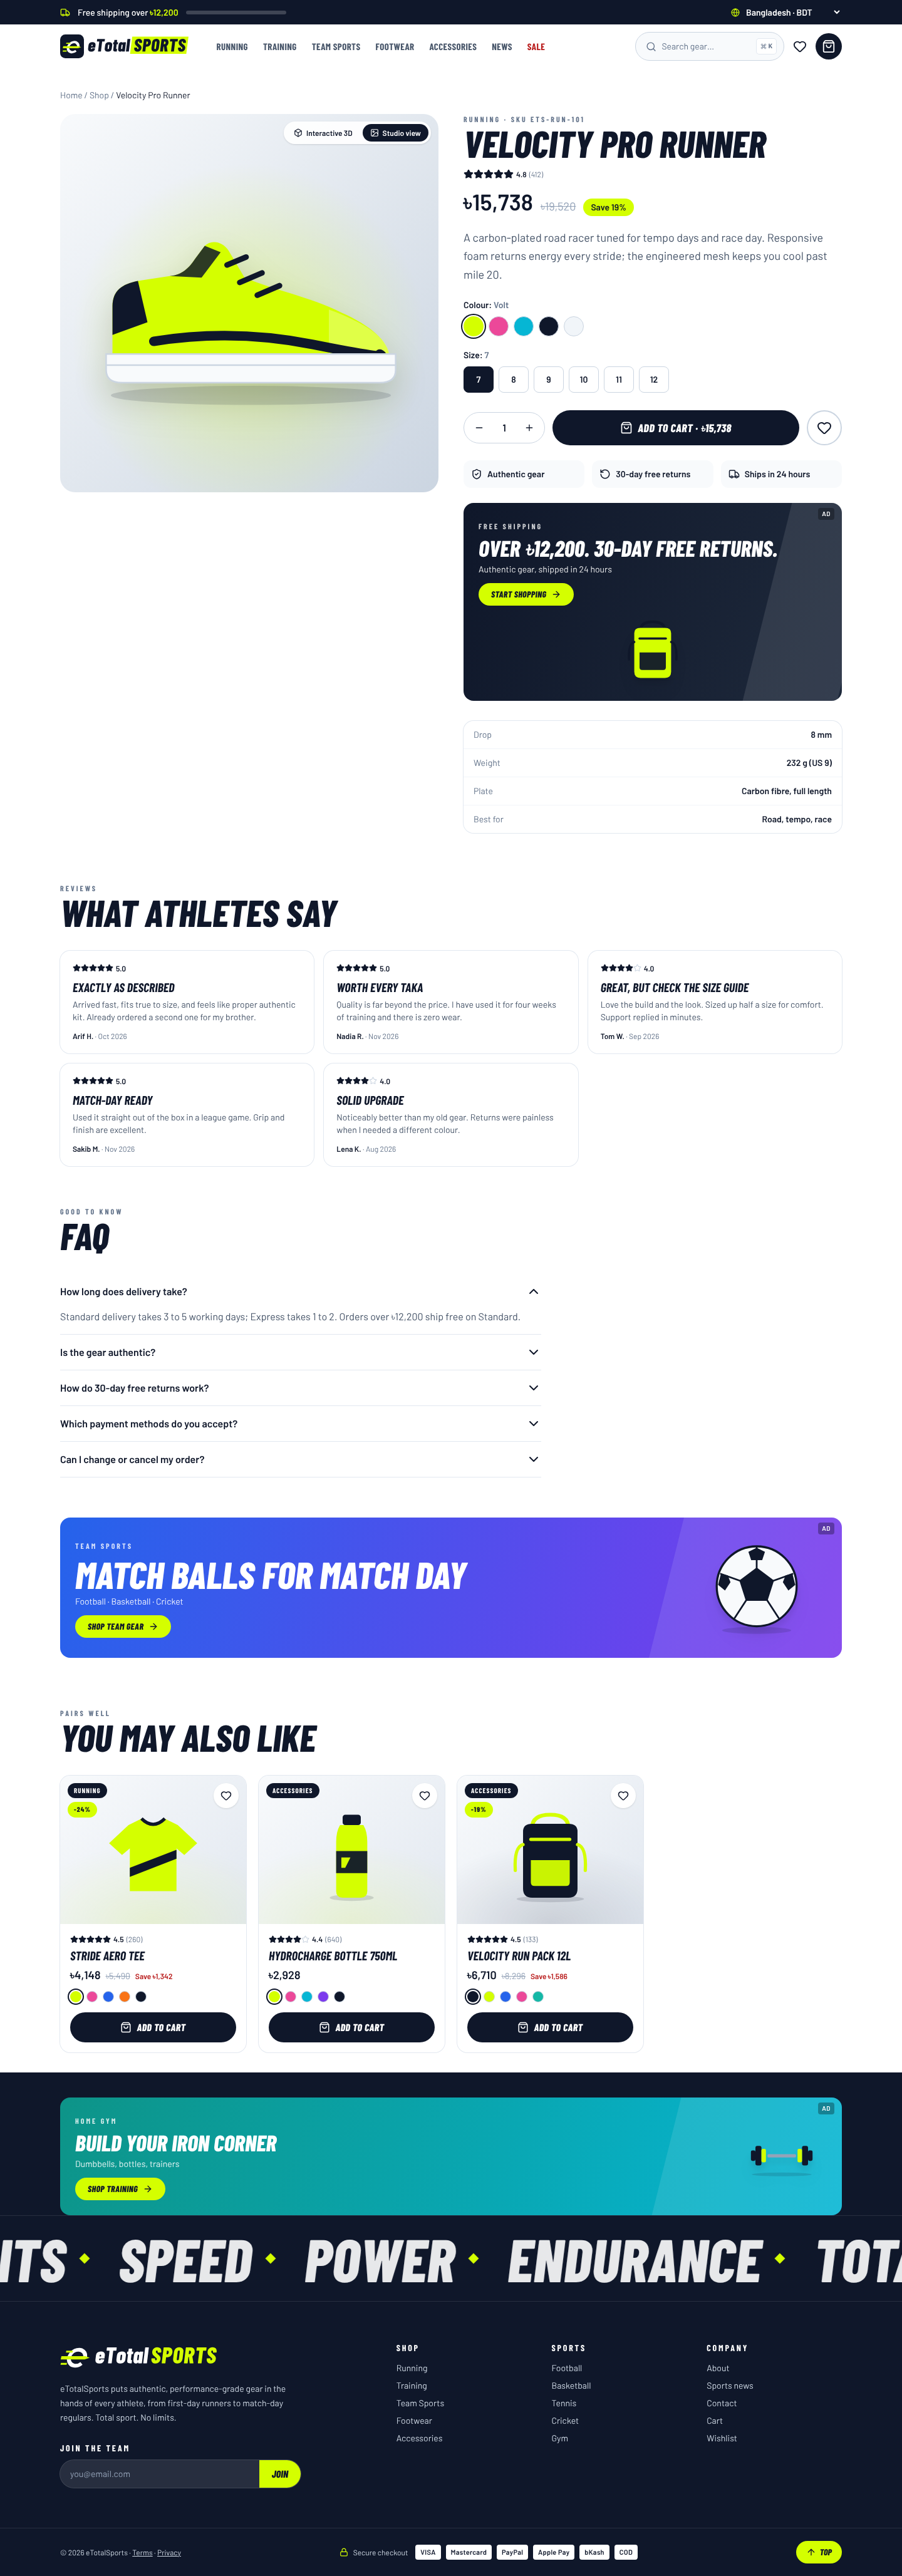 Free shipping over ৳12,200
Bangladesh · BDT
eTotal SPORTS
RUNNING TRAINING TEAM SPORTS FOOTWEAR ACCESSORIES NEWS SALE
Search gear... ⌘ K
Home / Shop / Velocity Pro Runner
Interactive 3D
Studio view
RUNNING · SKU ETS-RUN-101
VELOCITY PRO RUNNER
4.8 (412)
৳15,738 ৳19,520 Save 19%
A carbon-plated road racer tuned for tempo days and race day. Responsive
foam returns energy every stride; the engineered mesh keeps you cool past
mile 20.
Colour: Volt
Size: 7
7 8 9 10 11 12
− 1 +
ADD TO CART · ৳15,738
Authentic gear
30-day free returns
Ships in 24 hours
AD
FREE SHIPPING
OVER ৳12,200. 30-DAY FREE RETURNS.
Authentic gear, shipped in 24 hours
START SHOPPING
Drop 8 mm
Weight 232 g (US 9)
Plate Carbon fibre, full length
Best for Road, tempo, race
REVIEWS
WHAT ATHLETES SAY
5.0
EXACTLY AS DESCRIBED
Arrived fast, fits true to size, and feels like proper authentic
kit. Already ordered a second one for my brother.
Arif H. · Oct 2026
5.0
WORTH EVERY TAKA
Quality is far beyond the price. I have used it for four weeks
of training and there is zero wear.
Nadia R. · Nov 2026
4.0
GREAT, BUT CHECK THE SIZE GUIDE
Love the build and the look. Sized up half a size for comfort.
Support replied in minutes.
Tom W. · Sep 2026
5.0
MATCH-DAY READY
Used it straight out of the box in a league game. Grip and
finish are excellent.
Sakib M. · Nov 2026
4.0
SOLID UPGRADE
Noticeably better than my old gear. Returns were painless
when I needed a different colour.
Lena K. · Aug 2026
GOOD TO KNOW
FAQ
How long does delivery take?
Standard delivery takes 3 to 5 working days; Express takes 1 to 2. Orders over ৳12,200 ship free on Standard.
Is the gear authentic?
How do 30-day free returns work?
Which payment methods do you accept?
Can I change or cancel my order?
AD
TEAM SPORTS
MATCH BALLS FOR MATCH DAY
Football · Basketball · Cricket
SHOP TEAM GEAR
PAIRS WELL
YOU MAY ALSO LIKE
RUNNING
-24%
4.5 (260)
STRIDE AERO TEE
৳4,148 ৳5,490 Save ৳1,342
ADD TO CART
ACCESSORIES
4.4 (640)
HYDROCHARGE BOTTLE 750ML
৳2,928
ADD TO CART
ACCESSORIES
-19%
4.5 (133)
VELOCITY RUN PACK 12L
৳6,710 ৳8,296 Save ৳1,586
ADD TO CART
AD
HOME GYM
BUILD YOUR IRON CORNER
Dumbbells, bottles, trainers
SHOP TRAINING
ITS ◆ SPEED ◆ POWER ◆ ENDURANCE ◆ TOTA
eTotal SPORTS
eTotalSports puts authentic, performance-grade gear in the
hands of every athlete, from first-day runners to match-day
regulars. Total sport. No limits.
JOIN THE TEAM
you@email.com JOIN
SHOP
Running
Training
Team Sports
Footwear
Accessories
SPORTS
Football
Basketball
Tennis
Cricket
Gym
COMPANY
About
Sports news
Contact
Cart
Wishlist
© 2026 eTotalSports · Terms · Privacy
Secure checkout VISA Mastercard PayPal Apple Pay bKash COD
TOP